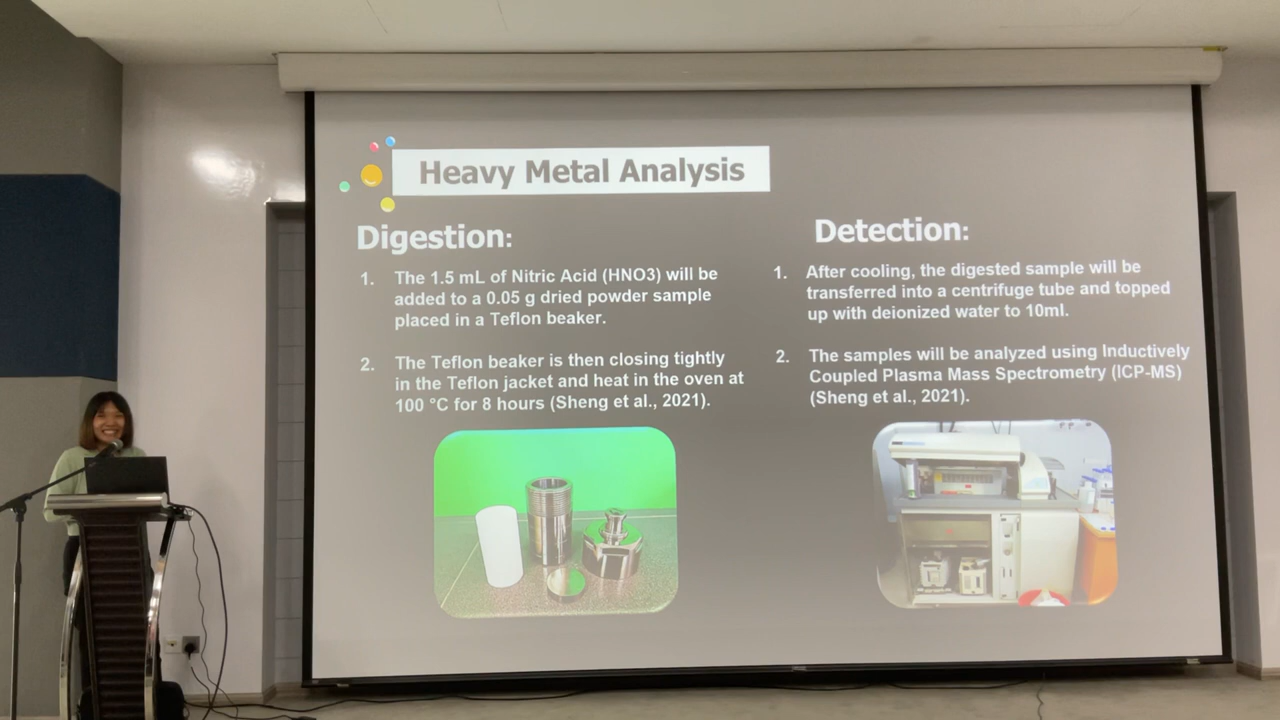 Heavy Metal Analysis
Digestion:
1. The 1.5 mL of Nitric Acid (HNO3) will be
added to a 0.05 g dried powder sample
placed in a Teflon beaker.
2. The Teflon beaker is then closing tightly
in the Teflon jacket and heat in the oven at
100 °C for 8 hours (Sheng et al., 2021).
Detection:
1. After cooling, the digested sample will be
transferred into a centrifuge tube and topped
up with deionized water to 10ml.
2. The samples will be analyzed using Inductively
Coupled Plasma Mass Spectrometry (ICP-MS)
(Sheng et al., 2021).